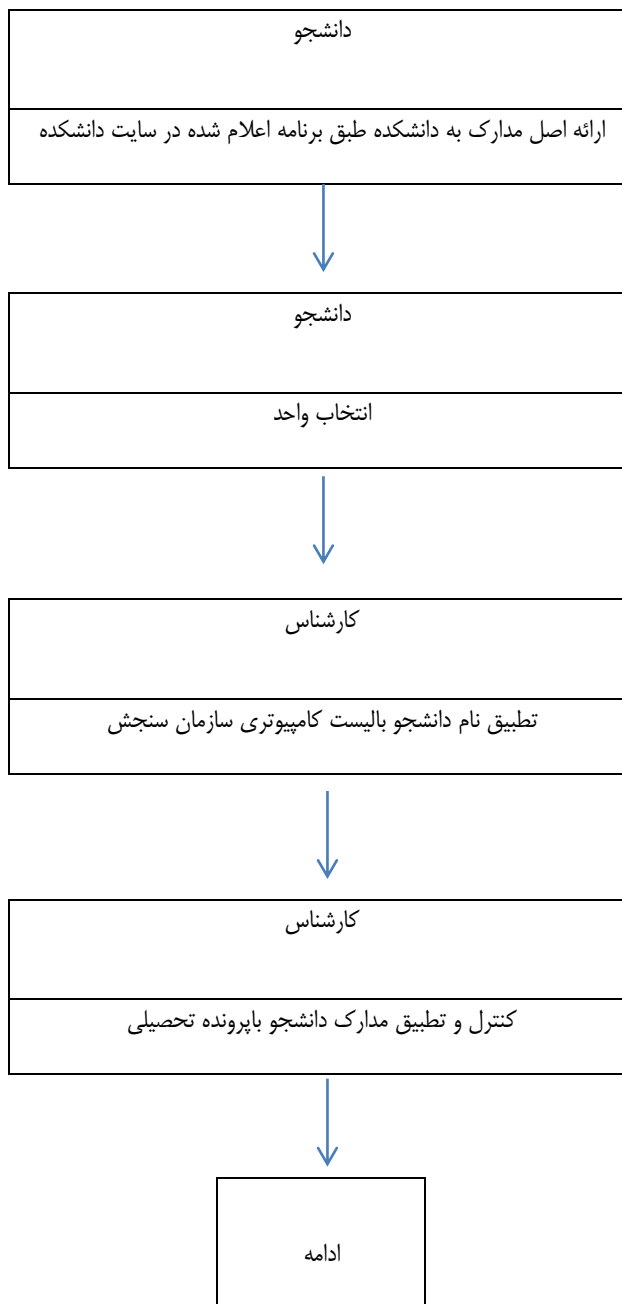 دانشجو
ارائه اصل مدارک به دانشکده طبق برنامه اعلام شده در سایت دانشکده
دانشجو
انتخاب واحد
کارشناس
تطبیق نام دانشجو بالیست کامپیوتری سازمان سنجش
کارشناس
کنترل و تطبیق مدارک دانشجو باپرونده تحصیلی
ادامه